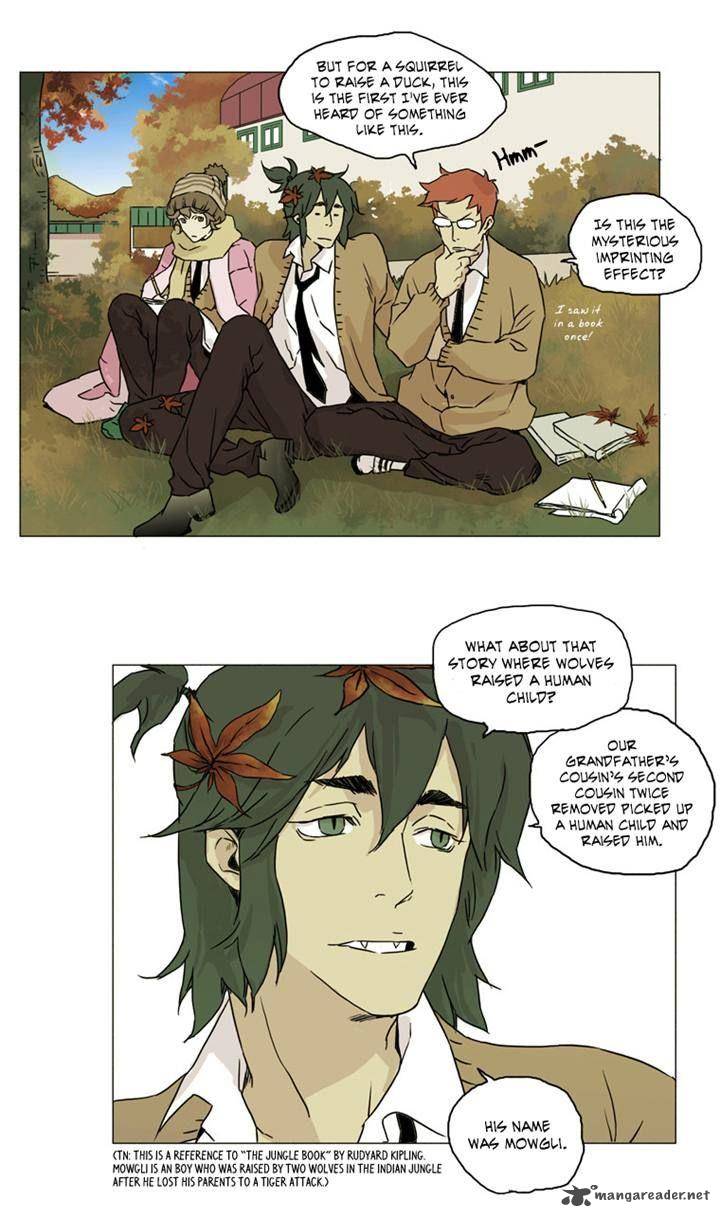 BUT FOR A SQUIRREL
TO RAISE A DUCK, THIS
IS THE FIRST I'VE EVER
HEARD OF SOMETHING
LIKE THIS.
Hmm-
IS THIS THE
MYSTERIOUS
IMPRINTING
EFFECT?
I saw it
in a book
once!
WHAT ABOUT THAT
STORY WHERE WOLVES
RAISED A HUMAN
CHILD?
OUR
GRANDFATHER'S
COUSIN'S SECOND
COUSIN TWICE
REMOVED PICKED UP
A HUMAN CHILD AND
RAISED HIM.
HIS NAME
WAS MOWGLI.
(TN: THIS IS A REFERENCE TO "THE JUNGLE BOOK" BY RUDYARD KIPLING.
MOWGLI IS AN BOY WHO WAS RAISED BY TWO WOLVES IN THE INDIAN JUNGLE
AFTER HE LOST HIS PARENTS TO A TIGER ATTACK.)
mangareader.net